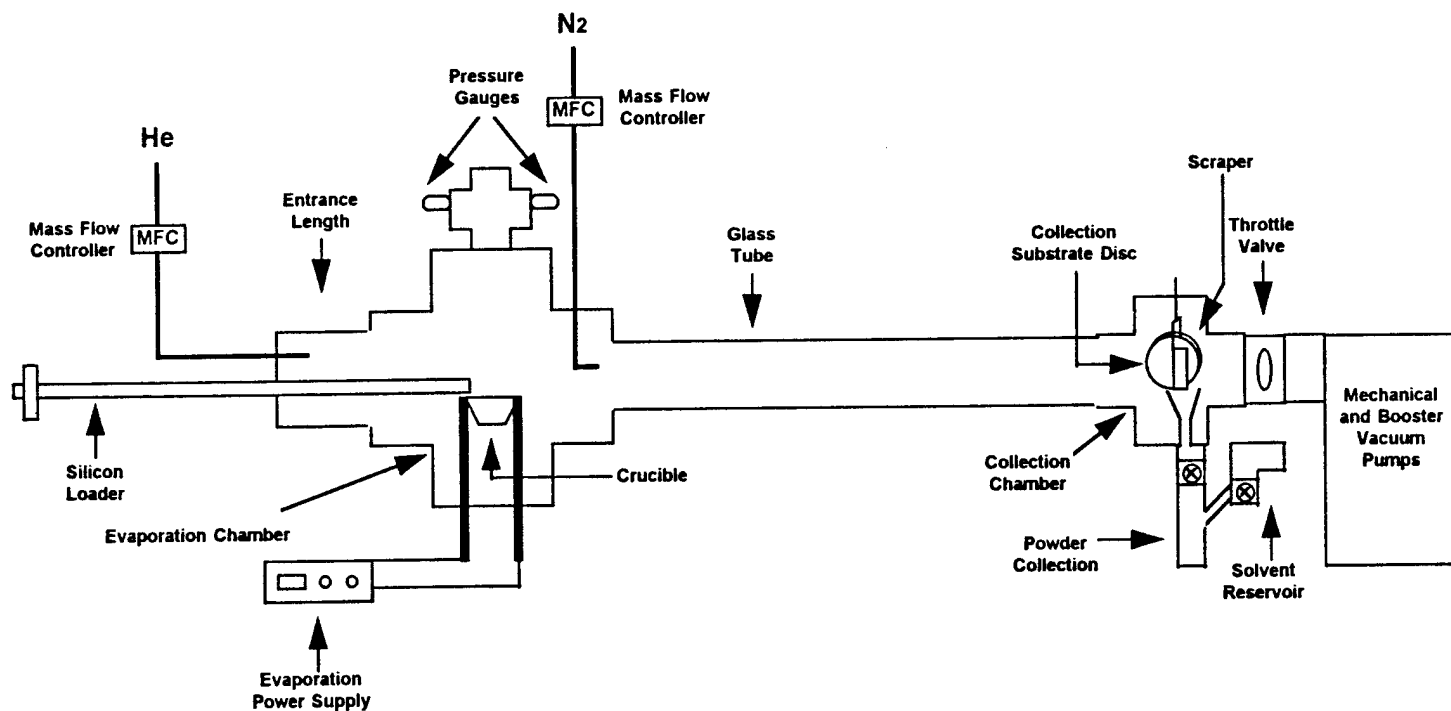 N2
Pressure
Gauges
MFC
Mass Flow
Controller
He
Entrance
Length
Mass Flow
Controller
MFC
Scraper
Throttle
Valve
Glass
Tube
Collection
Substrate Disc
Mechanical
and Booster
Vacuum
Pumps
Silicon
Loader
Crucible
Collection
Chamber
Evaporation Chamber
Powder
Collection
Solvent
Reservoir
Evaporation
Power Supply